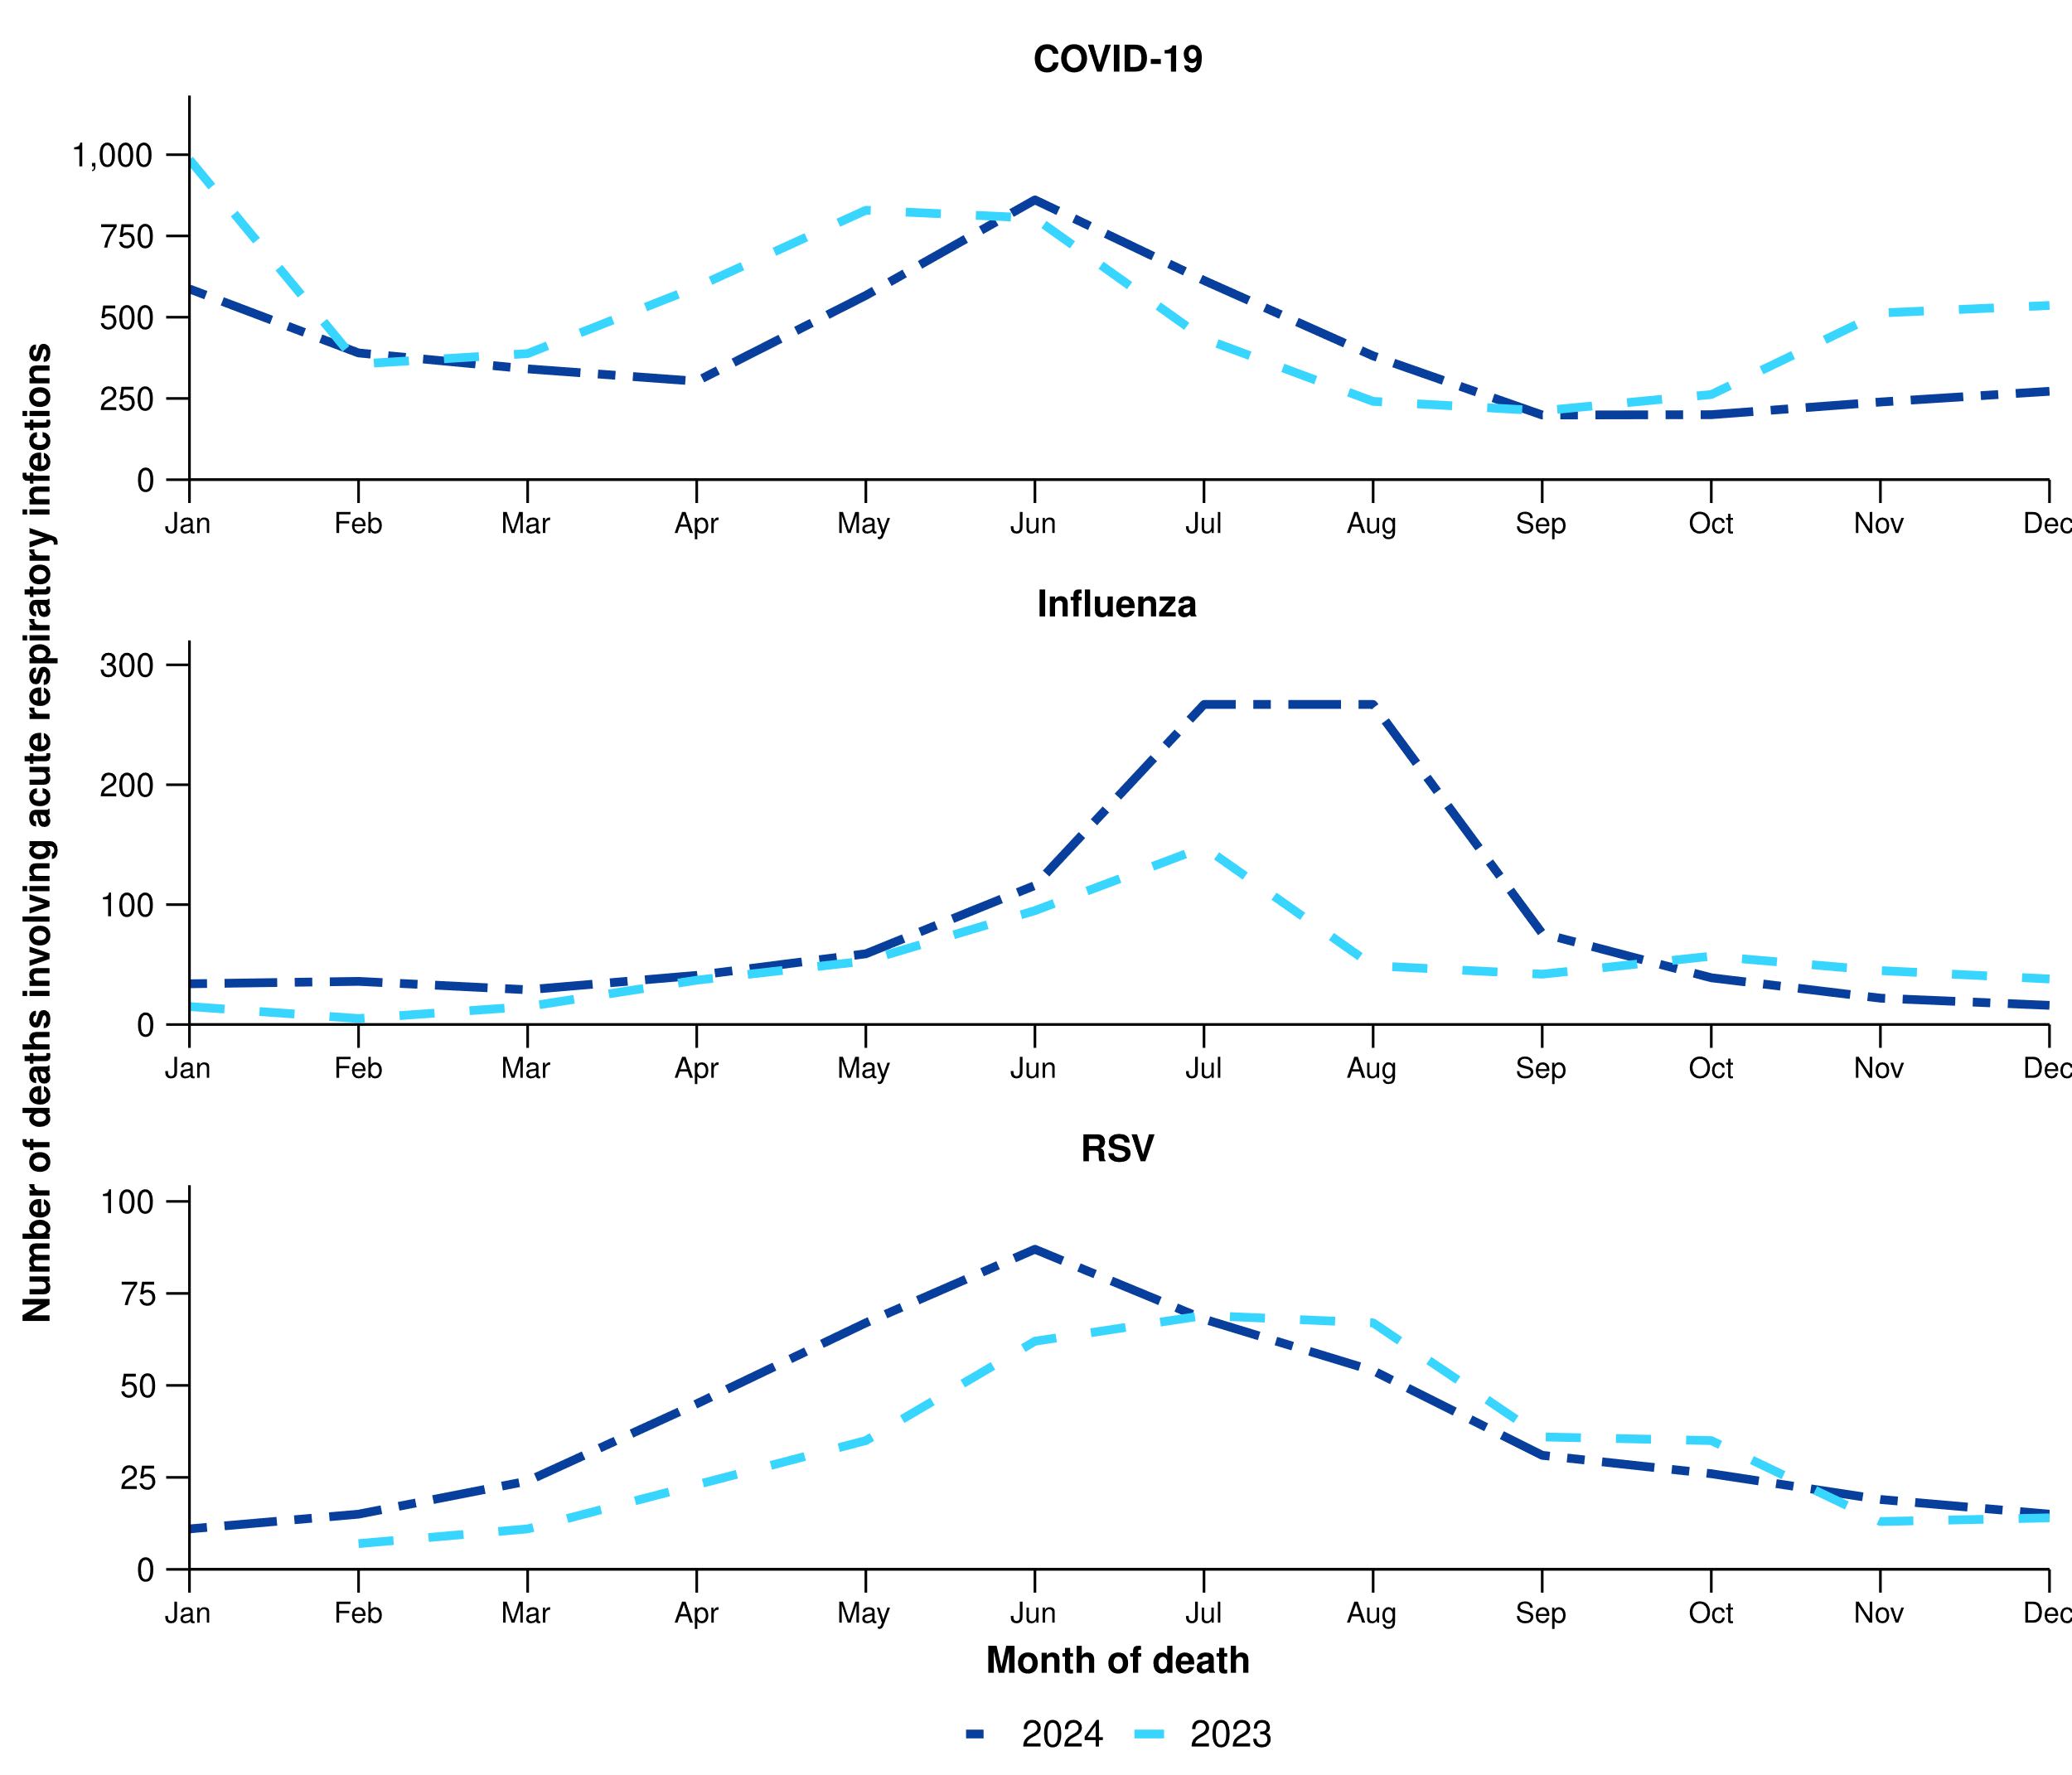 COVID-19
1,000
750
500
250
0
Jan Feb Mar Apr May Jun Jul Aug Sep Oct Nov Dec
Number of deaths involving acute respiratory infections
Influenza
300
200
100
0
Jan Feb Mar Apr May Jun Jul Aug Sep Oct Nov Dec
RSV
100
75
50
25
0
Jan Feb Mar Apr May Jun Jul Aug Sep Oct Nov Dec
Month of death
2024 2023